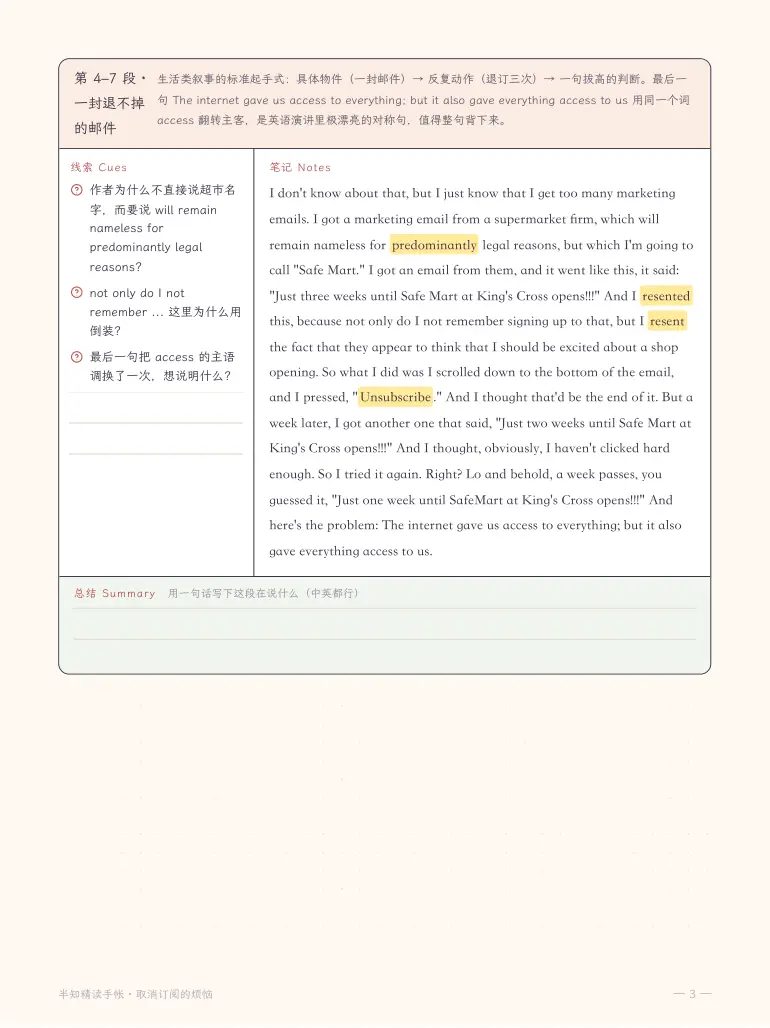 第 4–7 段·
一封退不掉
的邮件
生活类叙事的标准起手式：具体物件（一封邮件）→ 反复动作（退订三次）→ 一句拔高的判断。最后一
句 The internet gave us access to everything; but it also gave everything access to us 用同一个词
access 翻转主客，是英语演讲里极漂亮的对称句，值得整句背下来。
线索 Cues
作者为什么不直接说超市名
字，而要说 will remain
nameless for
predominantly legal
reasons?
not only do I not
remember ... 这里为什么用
倒装？
最后一句把 access 的主语
调换了一次，想说明什么？
笔记 Notes
I don't know about that, but I just know that I get too many marketing
emails. I got a marketing email from a supermarket firm, which will
remain nameless for predominantly legal reasons, but which I'm going to
call "Safe Mart." I got an email from them, and it went like this, it said:
"Just three weeks until Safe Mart at King's Cross opens!!!" And I resented
this, because not only do I not remember signing up to that, but I resent
the fact that they appear to think that I should be excited about a shop
opening. So what I did was I scrolled down to the bottom of the email,
and I pressed, "Unsubscribe." And I thought that'd be the end of it. But a
week later, I got another one that said, "Just two weeks until Safe Mart at
King's Cross opens!!!" And I thought, obviously, I haven't clicked hard
enough. So I tried it again. Right? Lo and behold, a week passes, you
guessed it, "Just one week until SafeMart at King's Cross opens!!!" And
here's the problem: The internet gave us access to everything; but it also
gave everything access to us.
总结 Summary 用一句话写下这段在说什么（中英都行）
半知精读手帐·取消订阅的烦恼
— 3 —